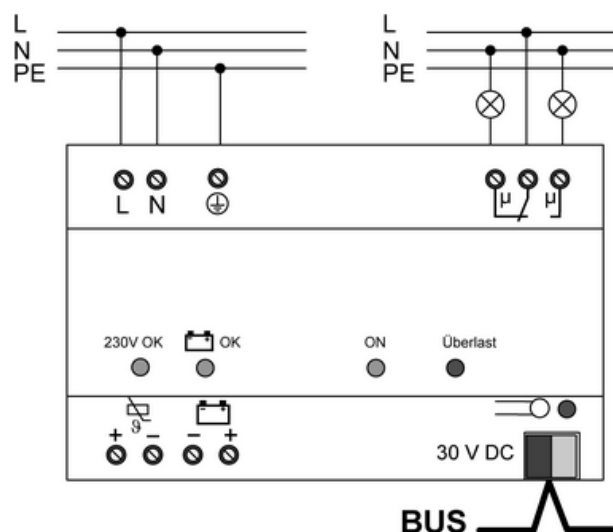 L L
N N
PE PE
L N µ µ
230V OK OK ON Überlast
ϑ
+ − − +
30 V DC
BUS